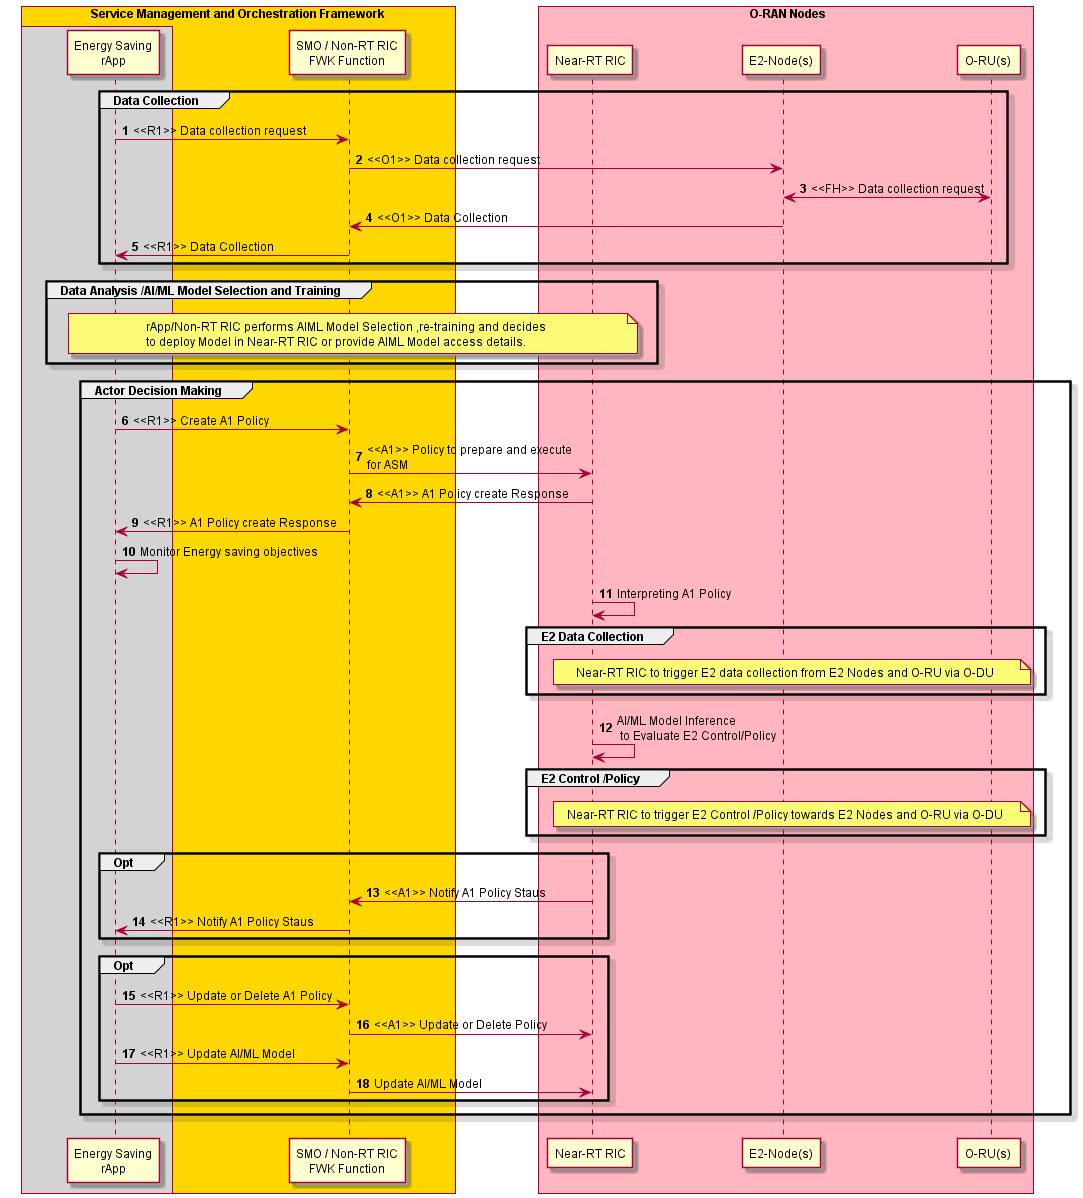 Service Management and Orchestration Framework
O-RAN Nodes
Energy Saving
rApp
SMO / Non-RT RIC
FWK Function
Near-RT RIC
E2-Node(s)
O-RU(s)
Data Collection
1 <<R1>> Data collection request
2 <<O1>> Data collection request
3 <<FH>> Data collection request
4 <<O1>> Data Collection
5 <<R1>> Data Collection
Data Analysis /AI/ML Model Selection and Training
rApp/Non-RT RIC performs AIML Model Selection ,re-training and decides
to deploy Model in Near-RT RIC or provide AIML Model access details.
Actor Decision Making
6 <<R1>> Create A1 Policy
7 <<A1>> Policy to prepare and execute
for ASM
8 <<A1>> A1 Policy create Response
9 <<R1>> A1 Policy create Response
10 Monitor Energy saving objectives
11 Interpreting A1 Policy
E2 Data Collection
Near-RT RIC to trigger E2 data collection from E2 Nodes and O-RU via O-DU
12 AI/ML Model Inference
to Evaluate E2 Control/Policy
E2 Control /Policy
Near-RT RIC to trigger E2 Control /Policy towards E2 Nodes and O-RU via O-DU
Opt
13 <<A1>> Notify A1 Policy Staus
14 <<R1>> Notify A1 Policy Staus
Opt
15 <<R1>> Update or Delete A1 Policy
16 <<A1>> Update or Delete Policy
17 <<R1>> Update AI/ML Model
18 Update AI/ML Model
Energy Saving
rApp
SMO / Non-RT RIC
FWK Function
Near-RT RIC
E2-Node(s)
O-RU(s)